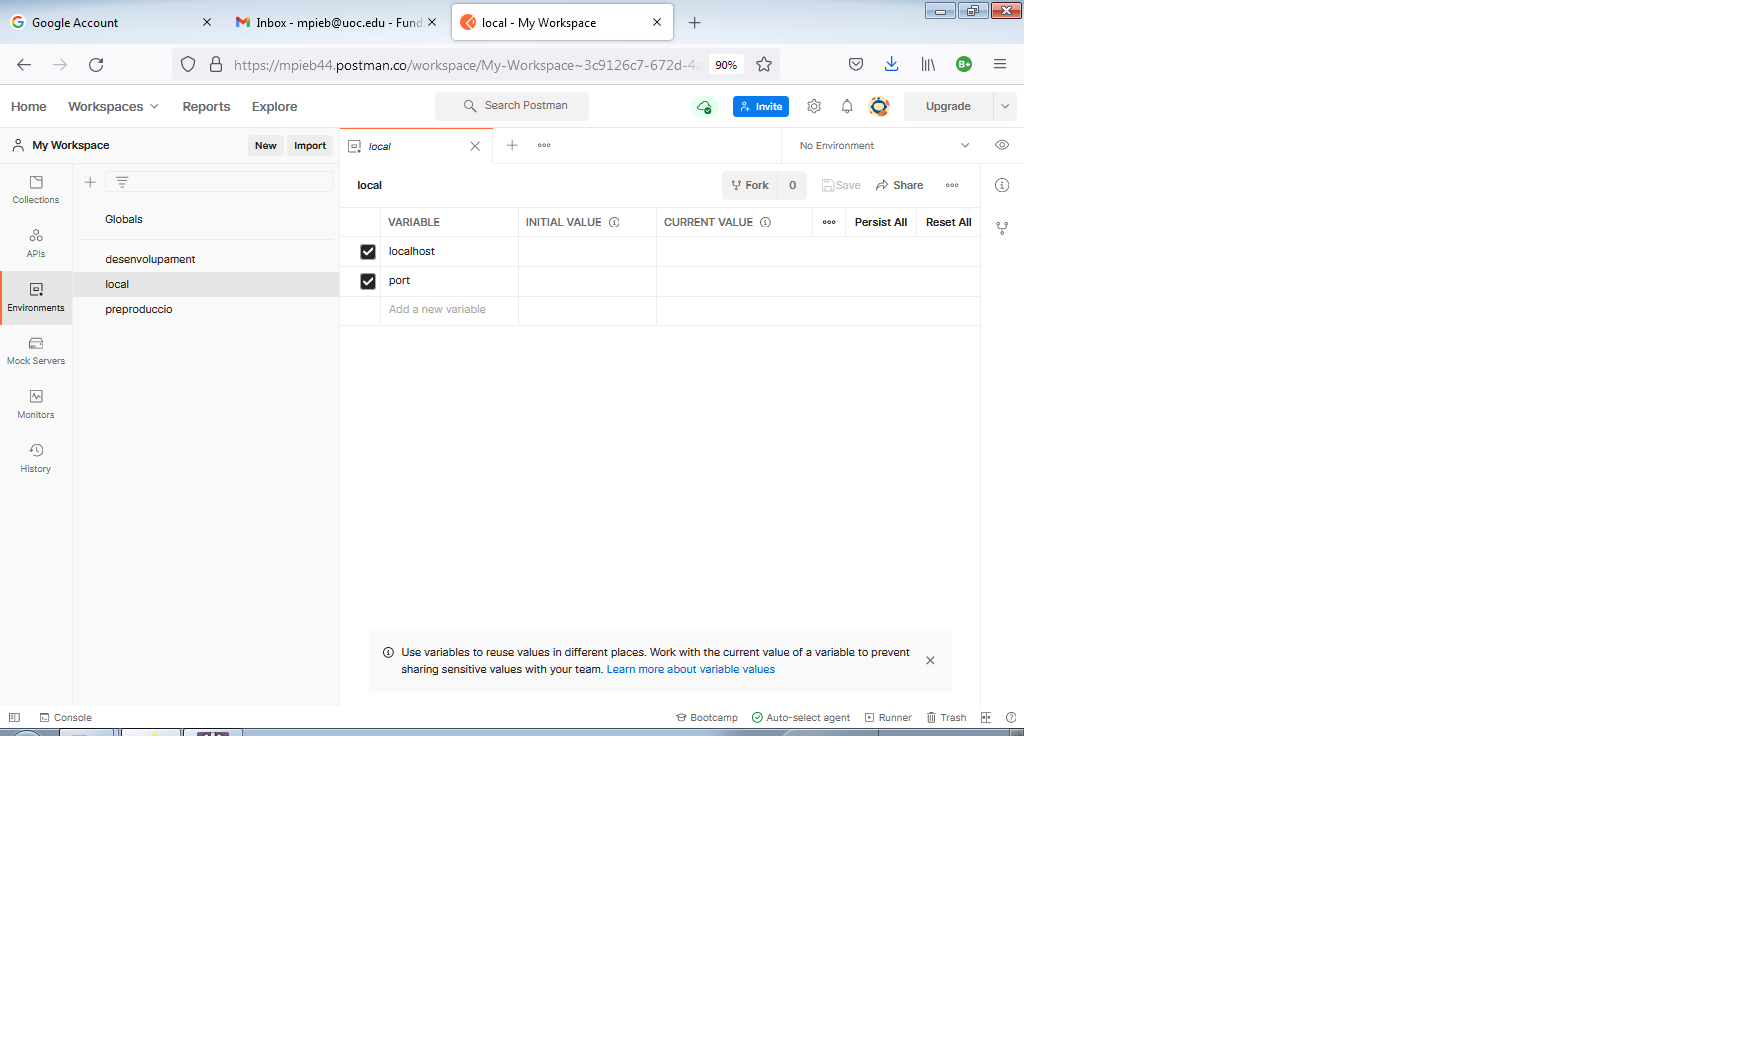 Google Account
Inbox - mpieb@uoc.edu - Fund
local - My Workspace
https://mpieb44.postman.co/workspace/My-Workspace~3c9126c7-672d-4a
90%
Home Workspaces Reports Explore
Search Postman
Invite
Upgrade
My Workspace
New Import
local
No Environment
Collections
APIs
Environments
Mock Servers
Monitors
History
Globals
desenvolupament
local
preproduccio
local
Fork 0 Save Share
VARIABLE INITIAL VALUE CURRENT VALUE Persist All Reset All
localhost
port
Add a new variable
Use variables to reuse values in different places. Work with the current value of a variable to prevent
sharing sensitive values with your team. Learn more about variable values
Console
Bootcamp Auto-select agent Runner Trash